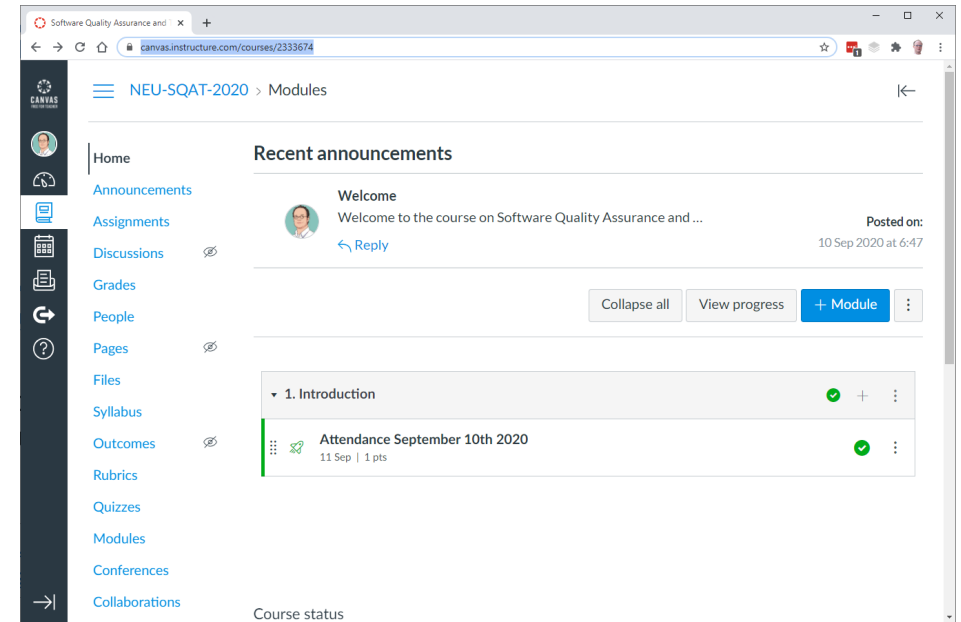 Software Quality Assurance and T
canvas.instructure.com/courses/2333674
1
CANVAS
NEU-SQAT-2020 > Modules
Home
Announcements
Assignments
Discussions
Grades
People
Pages
Files
Syllabus
Outcomes
Rubrics
Quizzes
Modules
Conferences
Collaborations
Recent announcements
Welcome
Welcome to the course on Software Quality Assurance and ...
Reply
Posted on:
10 Sep 2020 at 6:47
Collapse all
View progress
+ Module
1. Introduction
Attendance September 10th 2020
11 Sep | 1 pts
Course status